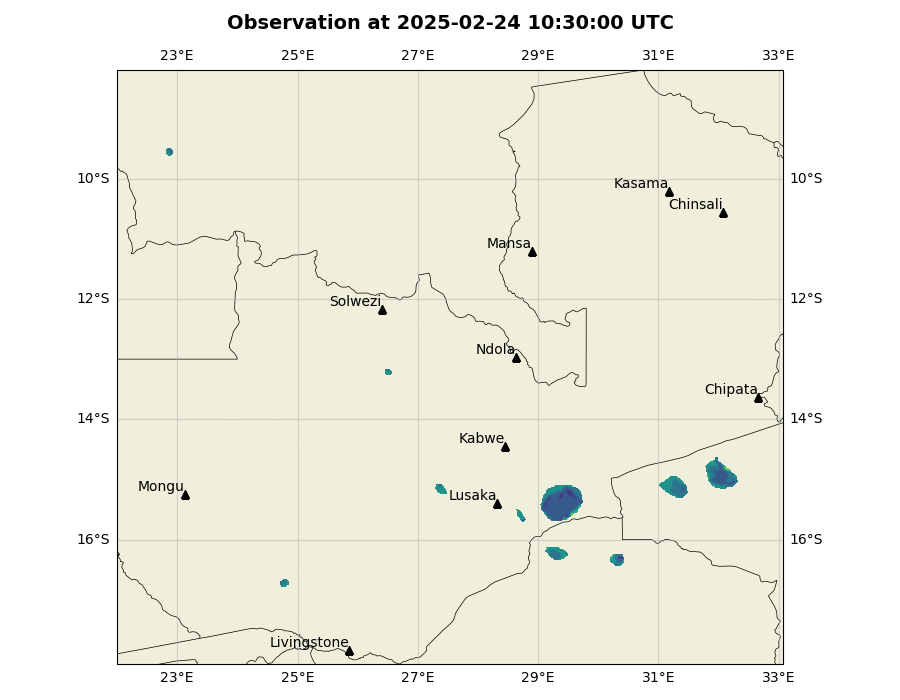 Observation at 2025-02-24 10:30:00 UTC
23°E 25°E 27°E 29°E 31°E 33°E
10°S 10°S
Kasama
Chinsali
Mansa
12°S 12°S
Solwezi
Ndola
Chipata
14°S 14°S
Kabwe
Mongu
Lusaka
16°S 16°S
Livingstone
23°E 25°E 27°E 29°E 31°E 33°E